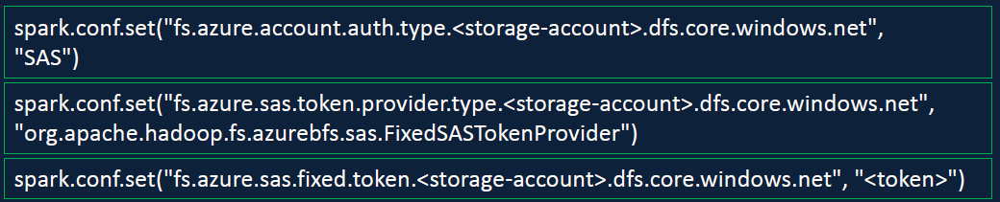 spark.conf.set("fs.azure.account.auth.type.<storage-account>.dfs.core.windows.net",
"SAS")
spark.conf.set("fs.azure.sas.token.provider.type.<storage-account>.dfs.core.windows.net",
"org.apache.hadoop.fs.azurebfs.sas.FixedSASTokenProvider")
spark.conf.set("fs.azure.sas.fixed.token.<storage-account>.dfs.core.windows.net", "<token>")